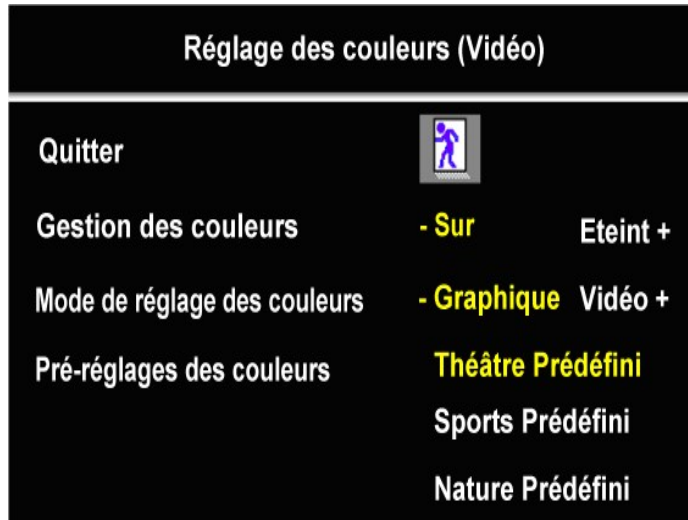 Réglage des couleurs (Vidéo)
Quitter
Gestion des couleurs - Sur Eteint +
Mode de réglage des couleurs - Graphique Vidéo +
Pré-réglages des couleurs Théâtre Prédéfini
Sports Prédéfini
Nature Prédéfini